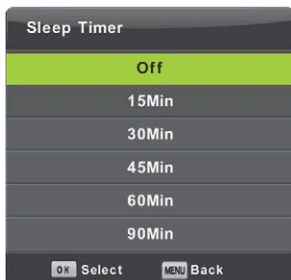 Sleep Timer
Off
15Min
30Min
45Min
60Min
90Min
OK Select MENU Back